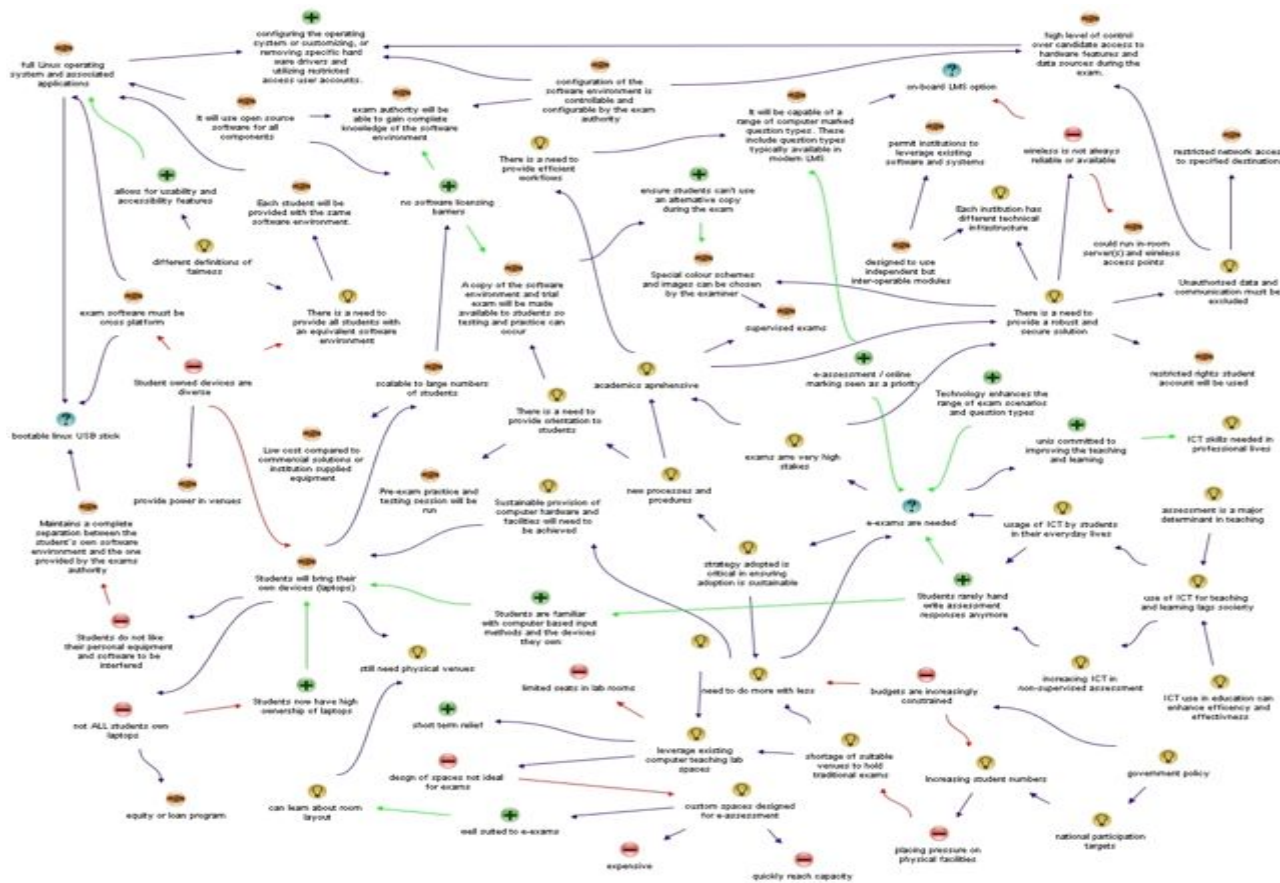 full Linux operating
system and associated
applications
configuring the operating
system or customizing, or
removing specific hard
ware drivers and
utilizing restricted
access user accounts.
configuration of the
software environment is
controllable and
configurable by the exam
authority
high level of control
over candidate access to
hardware features and
data sources during the
exam.
on-board LMS option
It will use open source
software for all
components
exam authority will be
able to gain complete
knowledge of the software
environment
There is a need to
provide efficient
workflows
It will be capable of a
range of computer marked
question types. These
include question types
typically available in
modern LMS
permit institutions to
leverage existing
software and systems
wireless is not always
reliable or available
restricted network access
to specified destination
allows for usability and
accessibility features
Each student will be
provided with the same
software environment.
no software licensing
barriers
ensure students can't use
an alternative copy
during the exam
Each institution has
different technical
infrastructure
could run in-room
server(s) and wireless
access points
different definitions of
fairness
A copy of the software
environment and trial
exam will be made
available to students so
testing and practice can
occur
Special colour schemes
and images can be chosen
by the examiner
designed to use
independent but
inter-operable modules
Unauthorised data and
communication must be
excluded
exam software must be
cross platform
There is a need to
provide all students with
an equivalent software
environment
supervised exams
There is a need to
provide a robust and
secure solution
Student owned devices are
diverse
scalable to large numbers
of students
academics aprehensive
e-assessment / online
marking seen as a priority
restricted rights student
account will be used
bootable linux USB stick
Low cost compared to
commercial solutions or
institution supplied
equipment
There is a need to
provide orientation to
students
Technology enhances the
range of exam scenarios
and question types
provide power in venues
Pre-exam practice and
testing session will be
run
exams arre very high
stakes
unis committed to
improving the teaching
and learning
ICT skills needed in
professional lives
Maintains a complete
separation between the
student's own software
environment and the one
provided by the exams
authority
Sustainable provision of
computer hardware and
facilities will need to
be achieved
new processes and
procedures
e-exams are needed
usage of ICT by students
in their everyday lives
assessment is a major
determinant in teaching
Students will bring their
own devices (laptops)
strategy adopted is
critical in ensuring
adoption is sustainable
Students are familiar
with computer based input
methods and the devices
they own
Students rarely hand
write assessment
responses anymore
use of ICT for teaching
and learning lags socierty
Students do not like
their personal equipment
and software to be
interfered
still need physical venues
Students now have high
ownership of laptops
limited seats in lab rooms
need to do more with less
budgets are increasingly
constrained
increasing ICT in
non-supervised assessment
ICT use in education can
enhance efficency and
effectivness
not ALL students own
laptops
short term relief
leverage existing
computer teaching lab
spaces
shortage of suitable
venues to hold
traditional exams
Increasing student numbers
government policy
design of spaces not ideal
for exams
can learn about room
layout
custom spaces designed
for e-assessment
equity or loan program
well suited to e-exams
placing pressure on
physical facilities
national participation
targets
expensive
quickly reach capacity